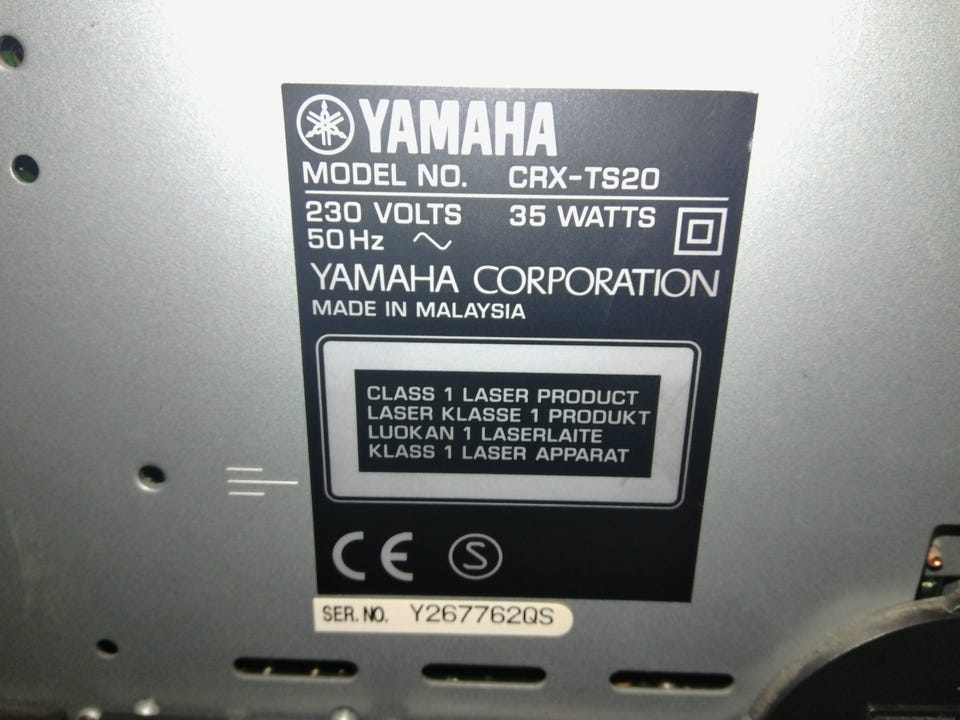 YAMAHA
MODEL NO. CRX-TS20
230 VOLTS 35 WATTS
50Hz
YAMAHA CORPORATION
MADE IN MALAYSIA
CLASS 1 LASER PRODUCT
LASER KLASSE 1 PRODUKT
LUOKAN 1 LASERLAITE
KLASS 1 LASER APPARAT
CE S
SER. NO. Y267762QS